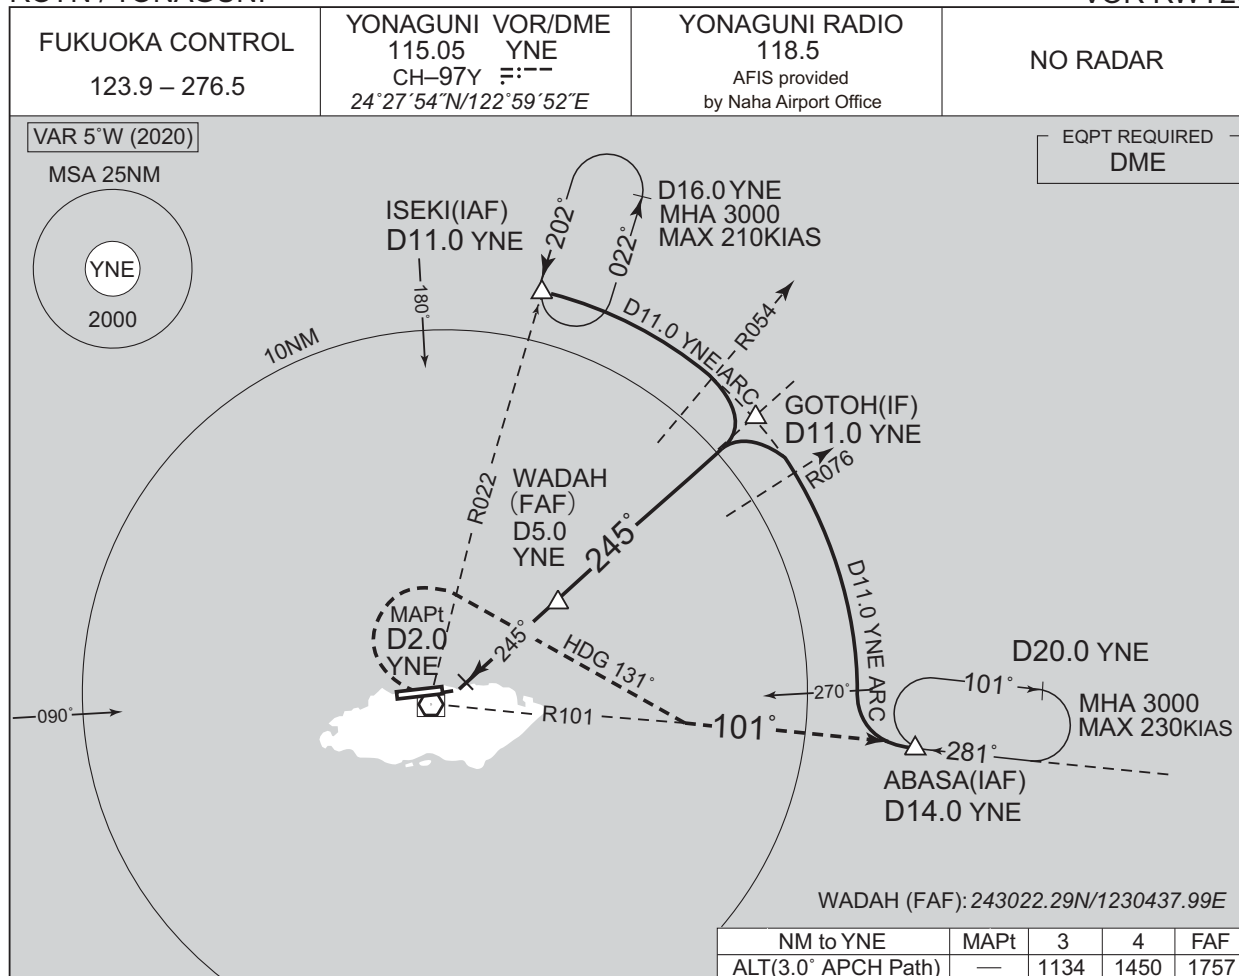 FUKUOKA CONTROL
123.9 – 276.5
YONAGUNI VOR/DME
115.05 YNE
CH–97Y
24°27´54˝N/122°59´52˝E
YONAGUNI RADIO
118.5
AFIS provided
by Naha Airport Office
NO RADAR
VAR 5°W (2020)
MSA 25NM
YNE
2000
EQPT REQUIRED
DME
ISEKI(IAF)
D11.0 YNE
180°
202°
022°
D16.0 YNE
MHA 3000
MAX 210KIAS
10NM
D11.0 YNE ARC
R054
GOTOH(IF)
D11.0 YNE
R076
R022
WADAH
(FAF)
D5.0
YNE
245°
245°
MAPt
D2.0
YNE
HDG 131°
D11.0 YNE ARC
D20.0 YNE
101°
MHA 3000
MAX 230KIAS
270°
090°
R101
101°
281°
ABASA(IAF)
D14.0 YNE
WADAH (FAF): 243022.29N/1230437.99E
NM to YNE MAPt 3 4 FAF
ALT(3.0° APCH Path) — 1134 1450 1757